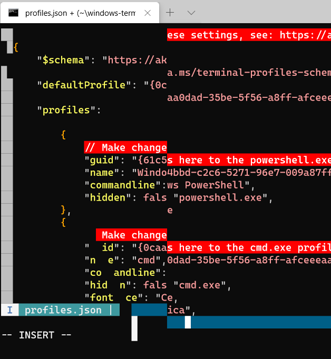 profiles.json + (~\windows-term
ese settings, see: https://a
{
"$schema": "https://ak
a.ms/terminal-profiles-schem
"defaultProfile": "{0c
aa0dad-35be-5f56-a8ff-afceee
"profiles":
{
// Make change
"guid": "{61c5s here to the powershell.exe
"name": "Windo4bbd-c2c6-5271-96e7-009a87ff
"commandline":ws PowerShell",
"hidden": fals "powershell.exe",
}, e
{
Make change
" id": "{0caas here to the cmd.exe profil
"n e": "cmd",0dad-35be-5f56-a8ff-afceeeaa
"co andline":
"hid n": fals "cmd.exe",
"font ce": "Ce,
I profiles.json | ica",
-- INSERT --